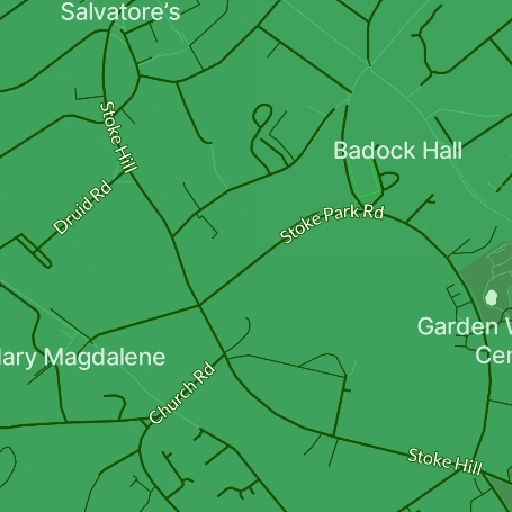 Salvatore's
Stoke Hill
Badock Hall
Druid Rd
Stoke Park Rd
Garden W
Cen
lary Magdalene
Church Rd
Stoke Hill